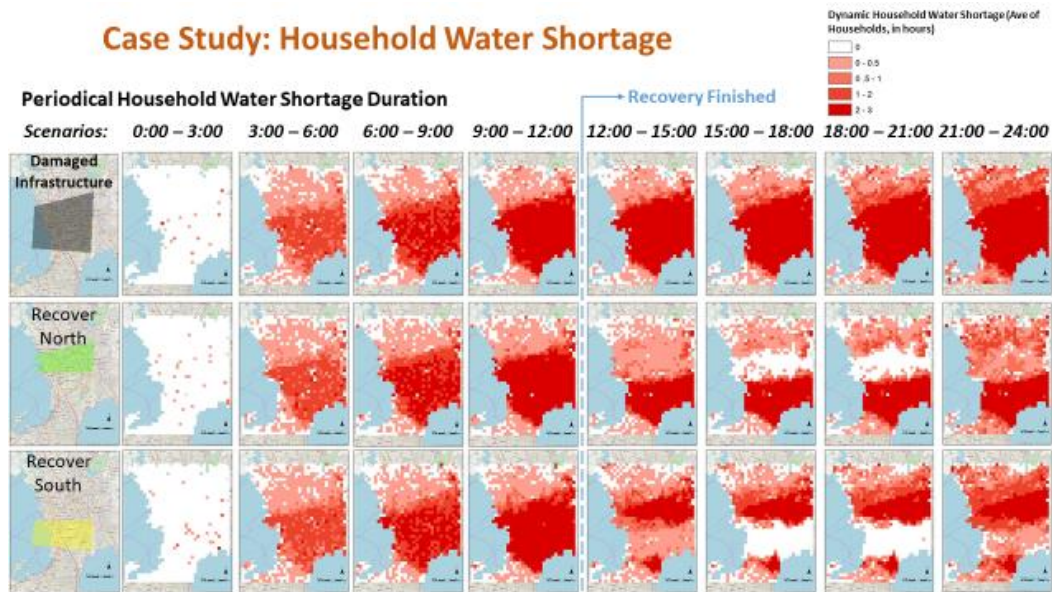 Case Study: Household Water Shortage
Dynamic Household Water Shortage (Ave of
Households, in hours)
0
0 - 0.5
0 .5 - 1
1 - 2
2 - 3
Periodical Household Water Shortage Duration
Recovery Finished
Scenarios: 0:00 – 3:00 3:00 – 6:00 6:00 – 9:00 9:00 – 12:00 12:00 – 15:00 15:00 – 18:00 18:00 – 21:00 21:00 – 24:00
Damaged
Infrastructure
Recover
North
Recover
South